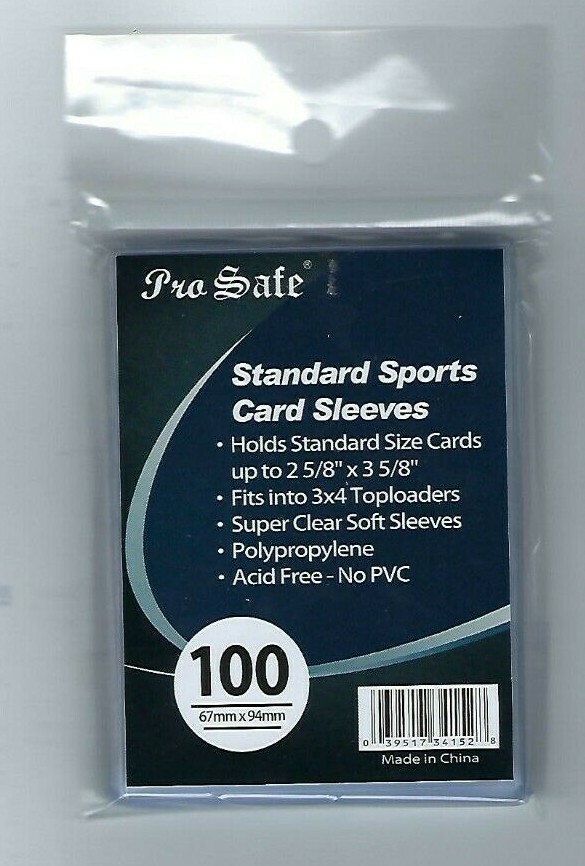 Pro Safe®
Standard Sports
Card Sleeves
• Holds Standard Size Cards
up to 2 5/8" x 3 5/8"
• Fits into 3x4 Toploaders
• Super Clear Soft Sleeves
• Polypropylene
• Acid Free - No PVC
100
67mm x 94mm
0 39517 34152 8
Made in China